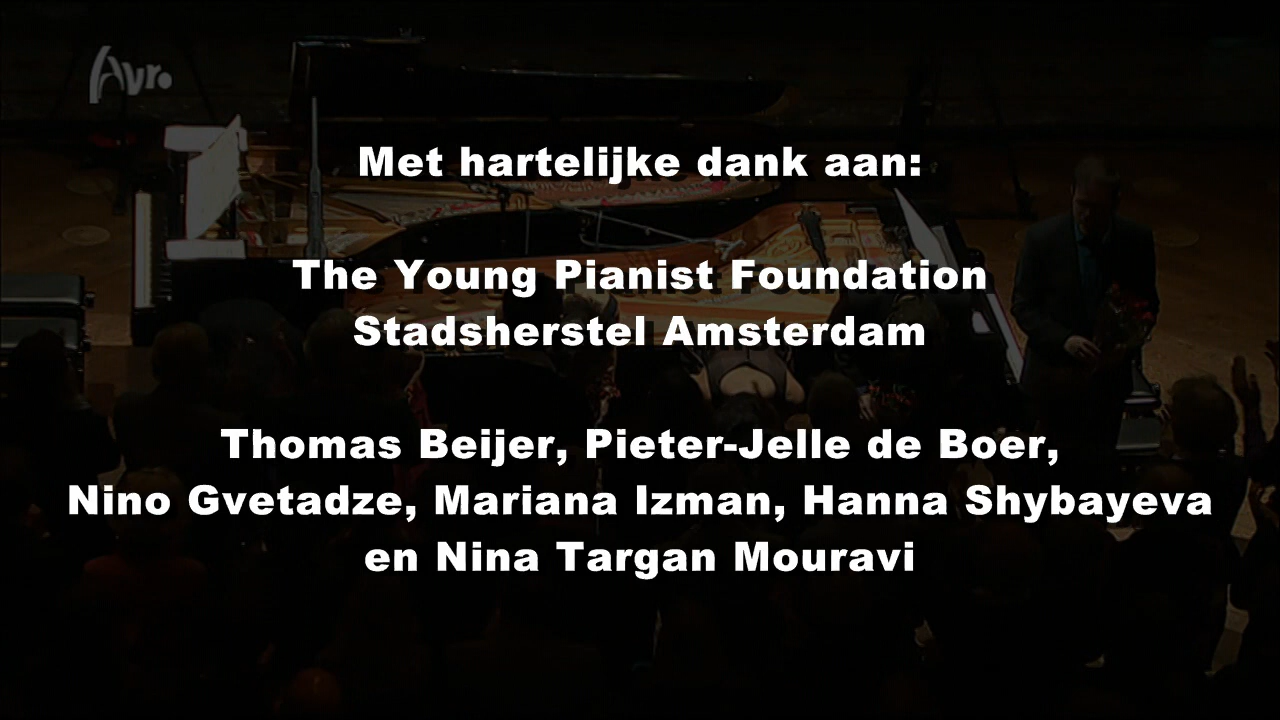 Avro
Met hartelijke dank aan:
The Young Pianist Foundation
Stadsherstel Amsterdam
Thomas Beijer, Pieter-Jelle de Boer,
Nino Gvetadze, Mariana Izman, Hanna Shybayeva
en Nina Targan Mouravi